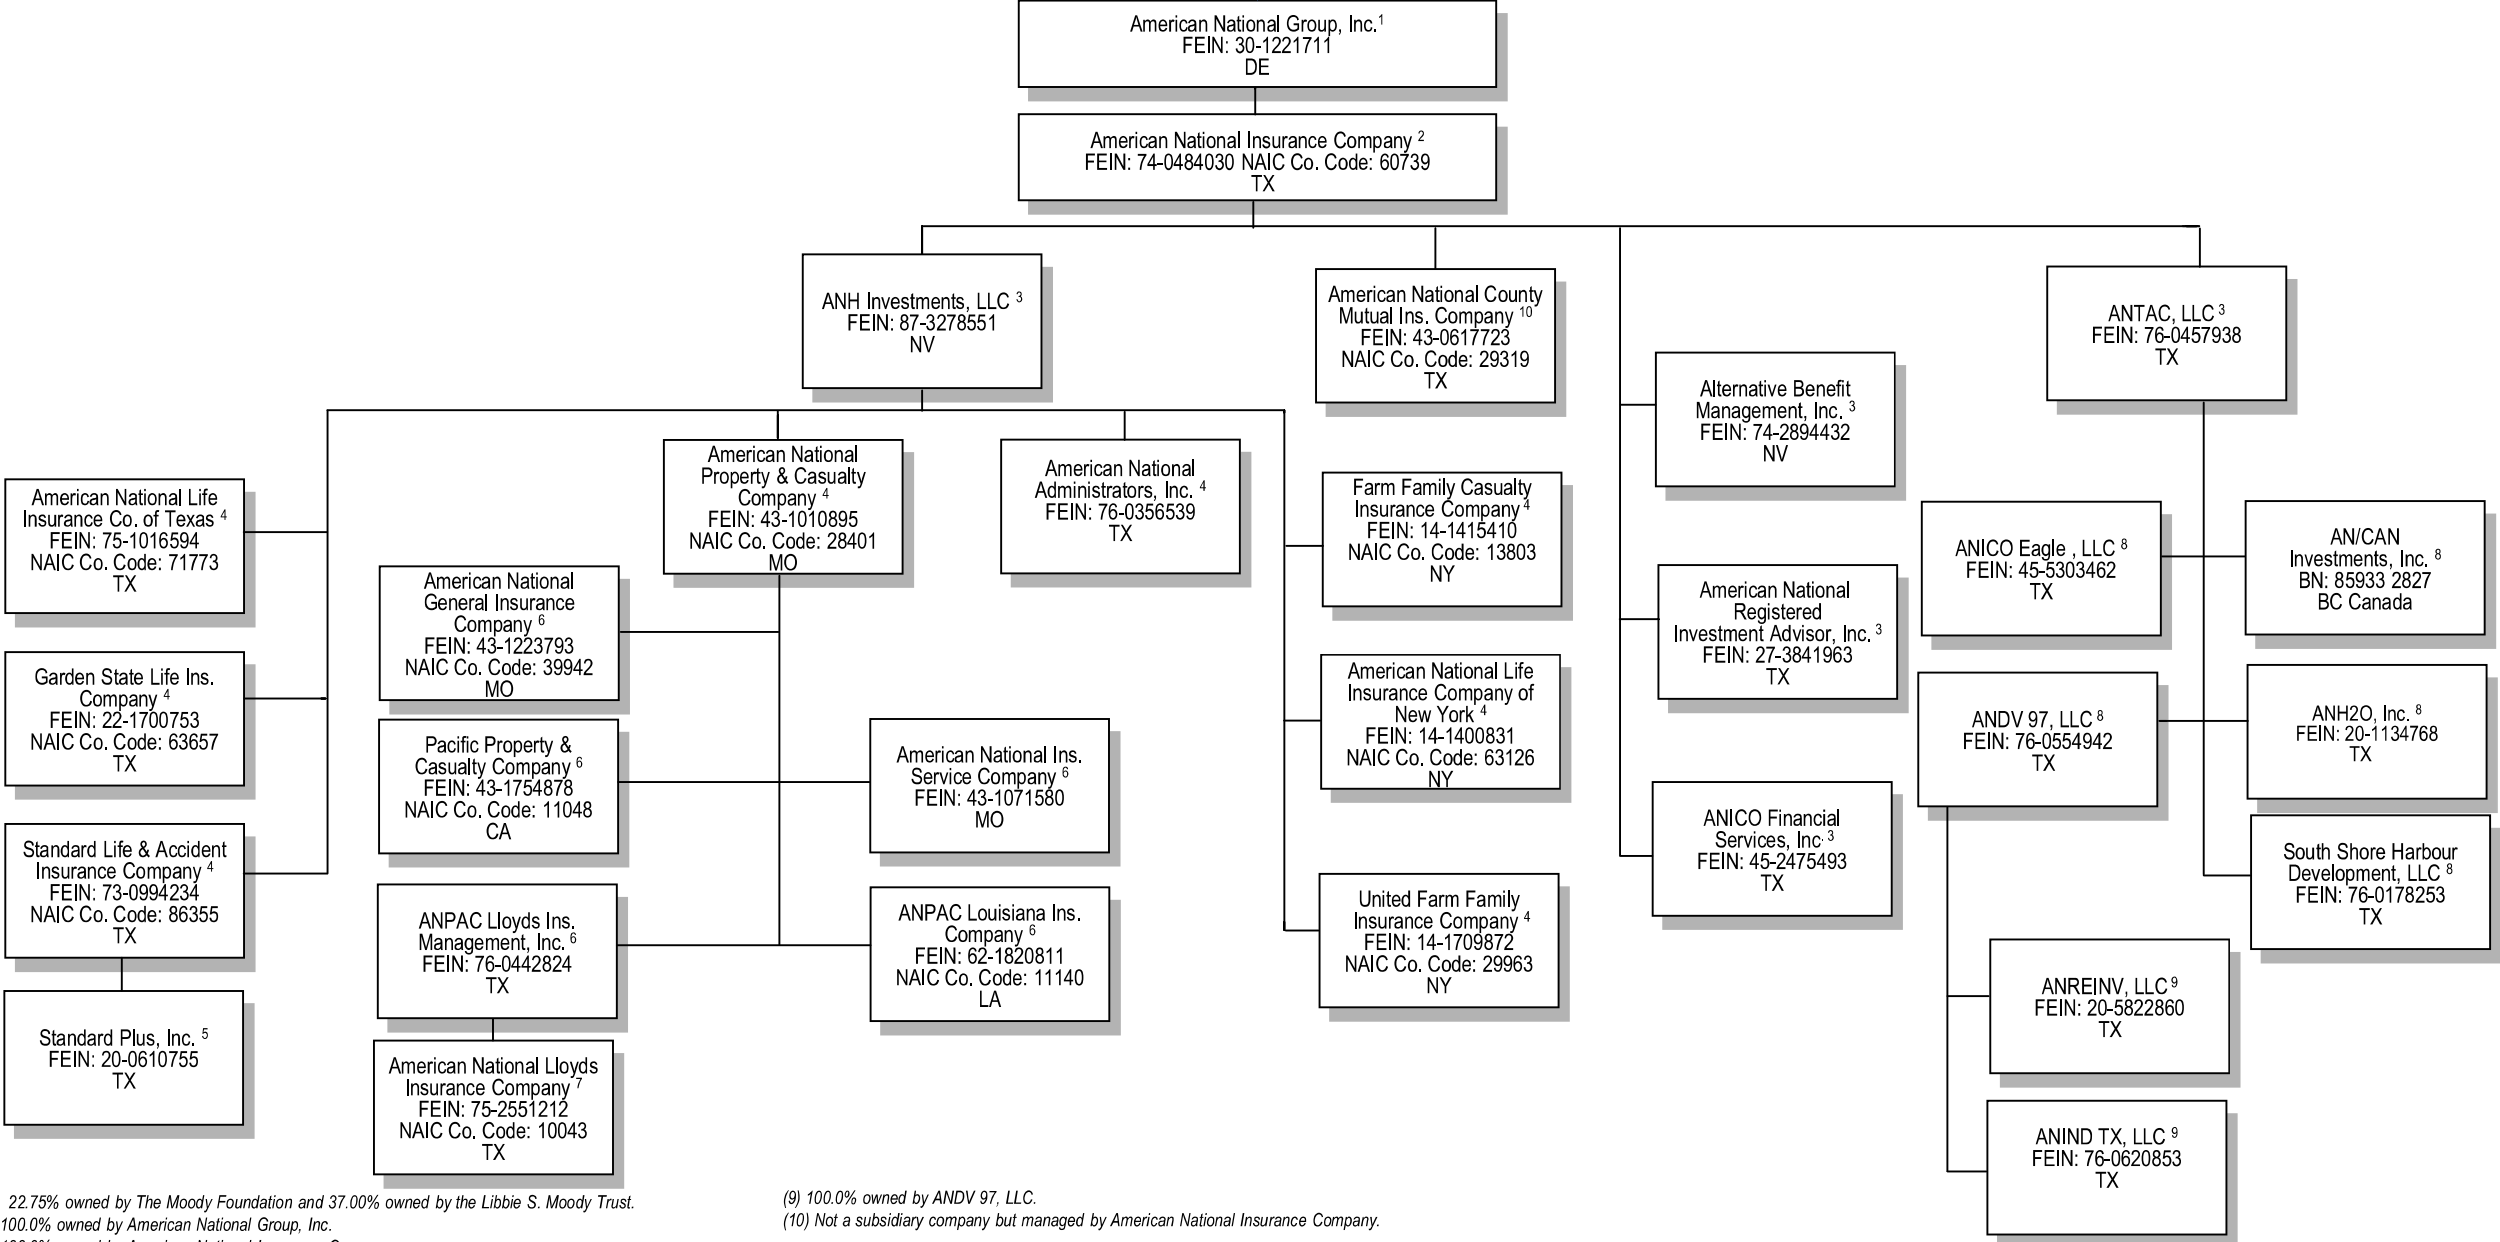 American National Group, Inc.1
FEIN: 30-1221711
DE
American National Insurance Company 2
FEIN: 74-0484030 NAIC Co. Code: 60739
TX
ANH Investments, LLC 3
FEIN: 87-3278551
NV
American National County
Mutual Ins. Company 10
FEIN: 43-0617723
NAIC Co. Code: 29319
TX
ANTAC, LLC 3
FEIN: 76-0457938
TX
Alternative Benefit
Management, Inc. 3
FEIN: 74-2894432
NV
American National
Property & Casualty
Company 4
FEIN: 43-1010895
NAIC Co. Code: 28401
MO
American National
Administrators, Inc. 4
FEIN: 76-0356539
TX
Farm Family Casualty
Insurance Company 4
FEIN: 14-1415410
NAIC Co. Code: 13803
NY
American National Life
Insurance Co. of Texas 4
FEIN: 75-1016594
NAIC Co. Code: 71773
TX
ANICO Eagle , LLC 8
FEIN: 45-5303462
TX
AN/CAN
Investments, Inc. 8
BN: 85933 2827
BC Canada
American National
General Insurance
Company 6
FEIN: 43-1223793
NAIC Co. Code: 39942
MO
American National
Registered
Investment Advisor, Inc. 3
FEIN: 27-3841963
TX
Garden State Life Ins.
Company 4
FEIN: 22-1700753
NAIC Co. Code: 63657
TX
American National Life
Insurance Company of
New York 4
FEIN: 14-1400831
NAIC Co. Code: 63126
NY
ANDV 97, LLC 8
FEIN: 76-0554942
TX
ANH2O, Inc. 8
FEIN: 20-1134768
TX
Pacific Property &
Casualty Company 6
FEIN: 43-1754878
NAIC Co. Code: 11048
CA
American National Ins.
Service Company 6
FEIN: 43-1071580
MO
ANICO Financial
Services, Inc. 3
FEIN: 45-2475493
TX
Standard Life & Accident
Insurance Company 4
FEIN: 73-0994234
NAIC Co. Code: 86355
TX
South Shore Harbour
Development, LLC 8
FEIN: 76-0178253
TX
ANPAC Lloyds Ins.
Management, Inc. 6
FEIN: 76-0442824
TX
ANPAC Louisiana Ins.
Company 6
FEIN: 62-1820811
NAIC Co. Code: 11140
LA
United Farm Family
Insurance Company 4
FEIN: 14-1709872
NAIC Co. Code: 29963
NY
ANREINV, LLC 9
FEIN: 20-5822860
TX
Standard Plus, Inc. 5
FEIN: 20-0610755
TX
American National Lloyds
Insurance Company 7
FEIN: 75-2551212
NAIC Co. Code: 10043
TX
ANIND TX, LLC 9
FEIN: 76-0620853
TX
22.75% owned by The Moody Foundation and 37.00% owned by the Libbie S. Moody Trust.
100.0% owned by American National Group, Inc.
(9) 100.0% owned by ANDV 97, LLC.
(10) Not a subsidiary company but managed by American National Insurance Company.